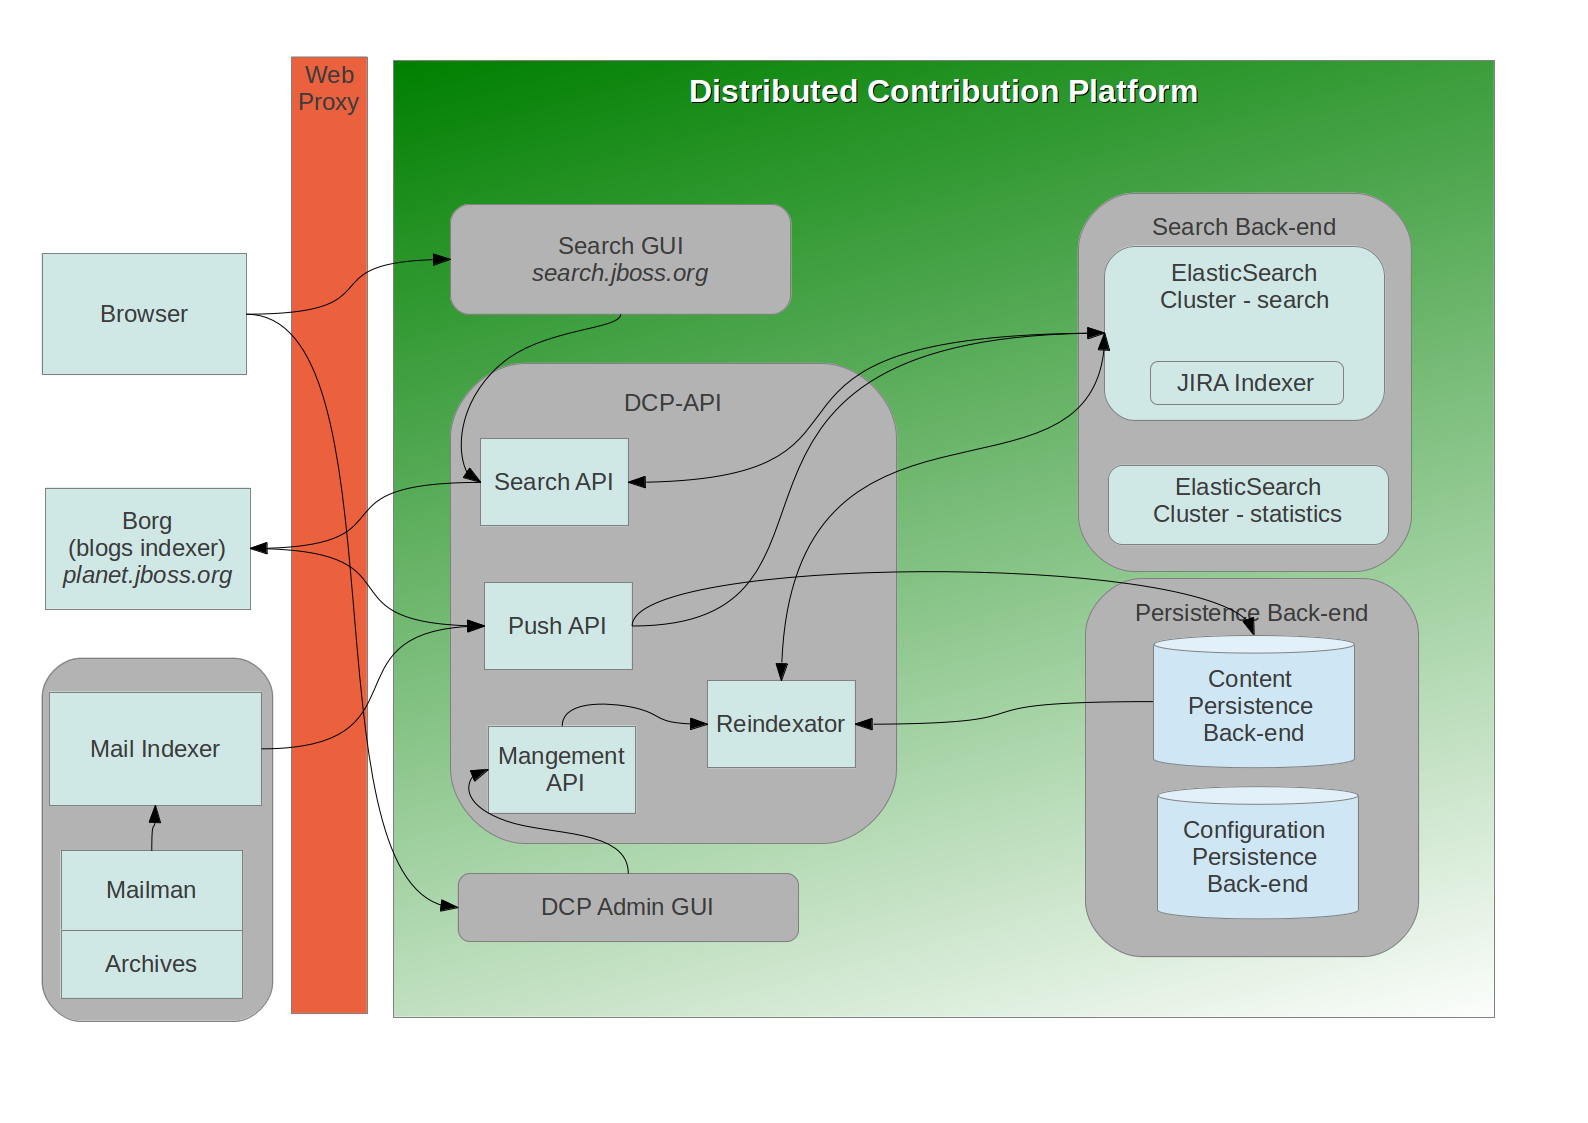 Web
Proxy
Distributed Contribution Platform
Browser
Search GUI
search.jboss.org
Search Back-end
ElasticSearch
Cluster - search
JIRA Indexer
ElasticSearch
Cluster - statistics
DCP-API
Search API
Borg
(blogs indexer)
planet.jboss.org
Push API
Mail Indexer
Mailman
Archives
Mangement
API
Reindexator
DCP Admin GUI
Persistence Back-end
Content
Persistence
Back-end
Configuration
Persistence
Back-end